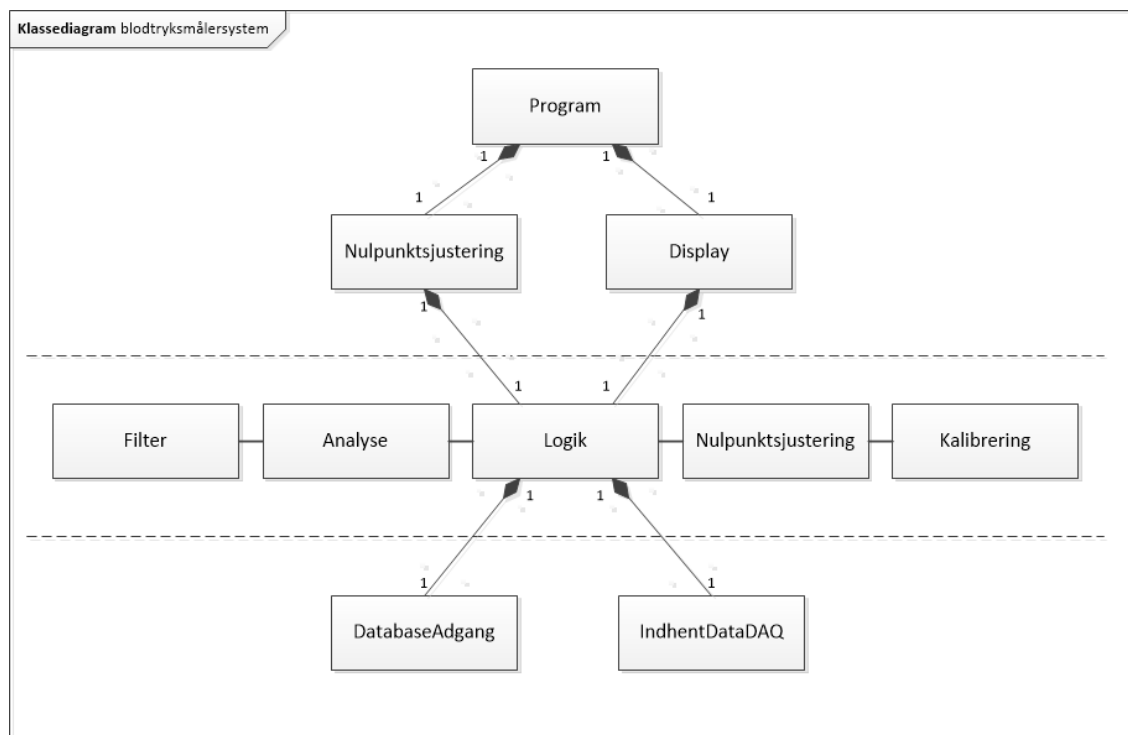 Klassediagram blodtryksmålersystem
Program
1 1
1 1
Nulpunktsjustering Display
1 1
1 1
Filter Analyse Logik Nulpunktsjustering Kalibrering
1 1
1 1
DatabaseAdgang IndhentDataDAQ